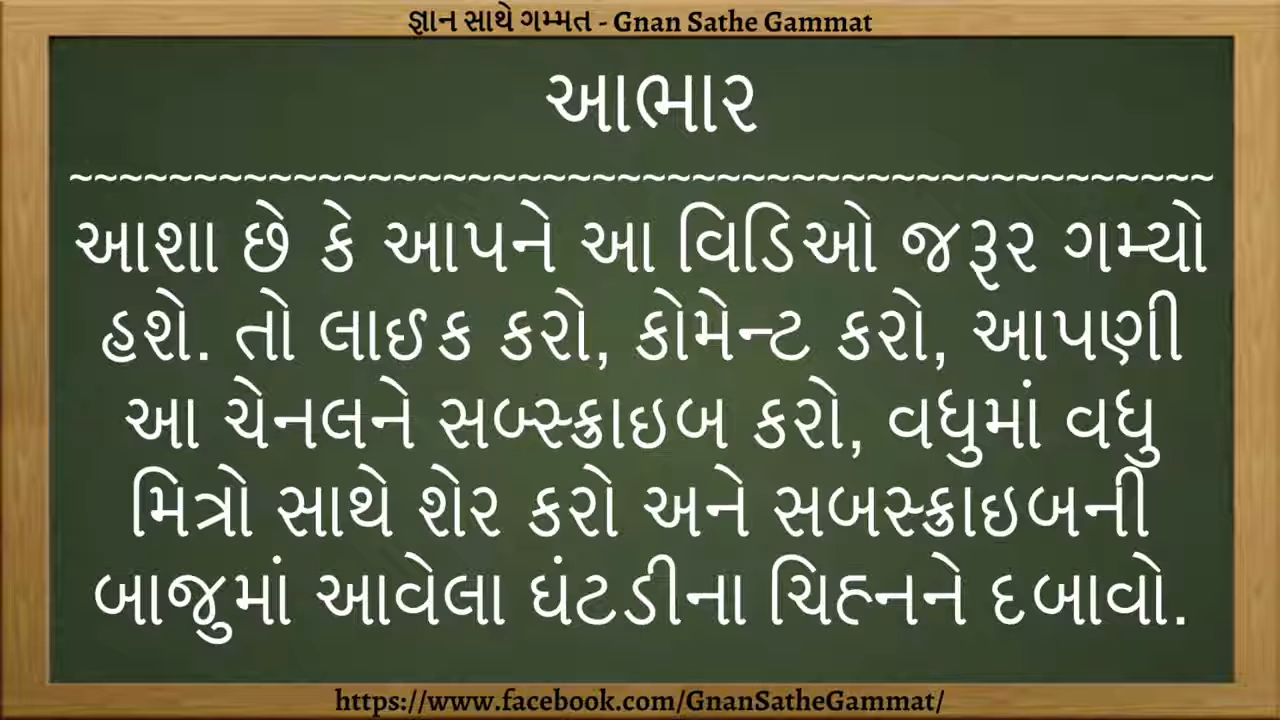 જ્ઞાન સાથે ગમ્મત - Gnan Sathe Gammat
આભાર
~~~~~~~~~~~~~~~~~~~~~~~~~~~~~~~~~~~~~~~~~~~~~~
આશા છે કે આપને આ વિડિઓ જરૂર ગમ્યો
હશે. તો લાઈક કરો, કોમેન્ટ કરો, આપણી
આ ચેનલને સબ્સ્ક્રાઇબ કરો, વધુમાં વધુ
મિત્રો સાથે શેર કરો અને સબસ્ક્રાઇબની
બાજુમાં આવેલા ઘંટડીના ચિહ્નને દબાવો.
https://www.facebook.com/GnanSatheGammat/